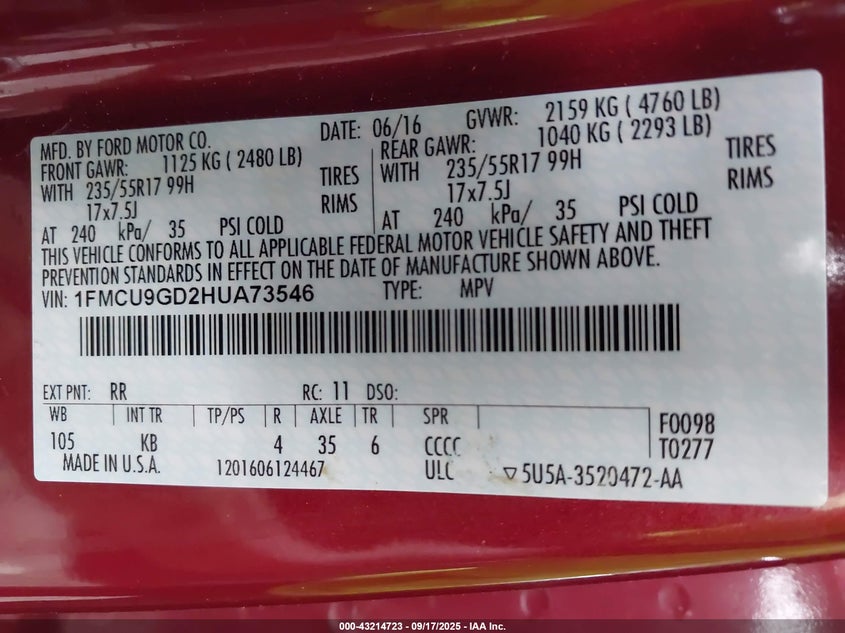 MFD. BY FORD MOTOR CO. DATE: 06/16 GVWR: 2159 KG ( 4760 LB)
FRONT GAWR: 1125 KG ( 2480 LB) REAR GAWR: 1040 KG ( 2293 LB)
WITH 235/55R17 99H TIRES WITH 235/55R17 99H TIRES
17x7.5J RIMS 17x7.5J RIMS
AT 240 kPa/ 35 PSI COLD AT 240 kPa/ 35 PSI COLD
THIS VEHICLE CONFORMS TO ALL APPLICABLE FEDERAL MOTOR VEHICLE SAFETY AND THEFT
PREVENTION STANDARDS IN EFFECT ON THE DATE OF MANUFACTURE SHOWN ABOVE.
VIN: 1FMCU9GD2HUA73546 TYPE: MPV
EXT PNT: RR RC: 11 DSO:
WB INT TR TP/PS R AXLE TR SPR F0098
105 KB 4 35 6 CCCC T0277
MADE IN U.S.A. 1201606124467 ULC ▽5U5A-3520472-AA
000-43214723 - 09/17/2025 - IAA Inc.